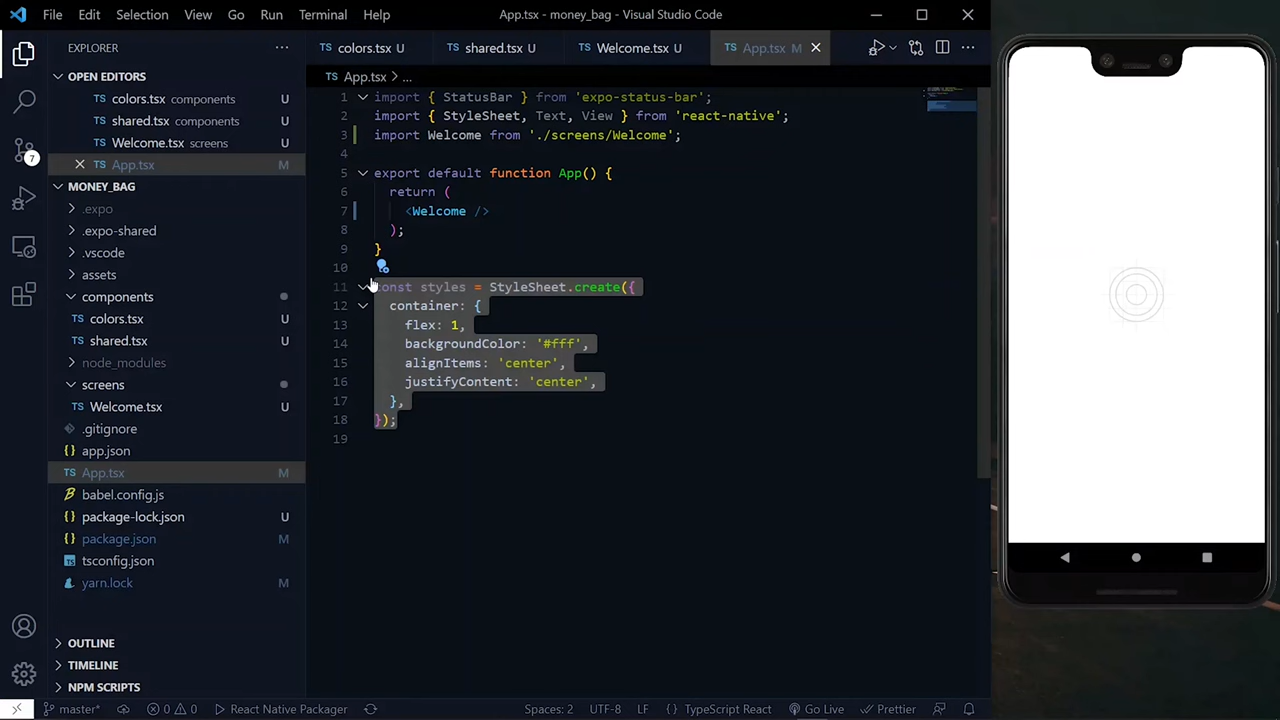 File Edit Selection View Go Run Terminal Help App.tsx - money_bag - Visual Studio Code
EXPLORER
OPEN EDITORS
colors.tsx components U
shared.tsx components U
Welcome.tsx screens U
TS App.tsx M
MONEY_BAG
.expo
.expo-shared
.vscode
assets
components
TS colors.tsx U
TS shared.tsx U
node_modules
screens
TS Welcome.tsx U
.gitignore
{} app.json
TS App.tsx M
babel.config.js
{} package-lock.json U
{} package.json M
tsconfig.json
yarn.lock M
OUTLINE
TIMELINE
NPM SCRIPTS
7
TS colors.tsx U TS shared.tsx U TS Welcome.tsx U TS App.tsx M
TS App.tsx > ...
1 import { StatusBar } from 'expo-status-bar';
2 import { StyleSheet, Text, View } from 'react-native';
3 import Welcome from './screens/Welcome';
4
5 export default function App() {
6 return (
7 <Welcome />
8 );
9 }
10
11 const styles = StyleSheet.create({
12 container: {
13 flex: 1,
14 backgroundColor: '#fff',
15 alignItems: 'center',
16 justifyContent: 'center',
17 },
18 });
19
master* 0 0 React Native Packager Spaces: 2 UTF-8 LF {} TypeScript React Go Live Prettier